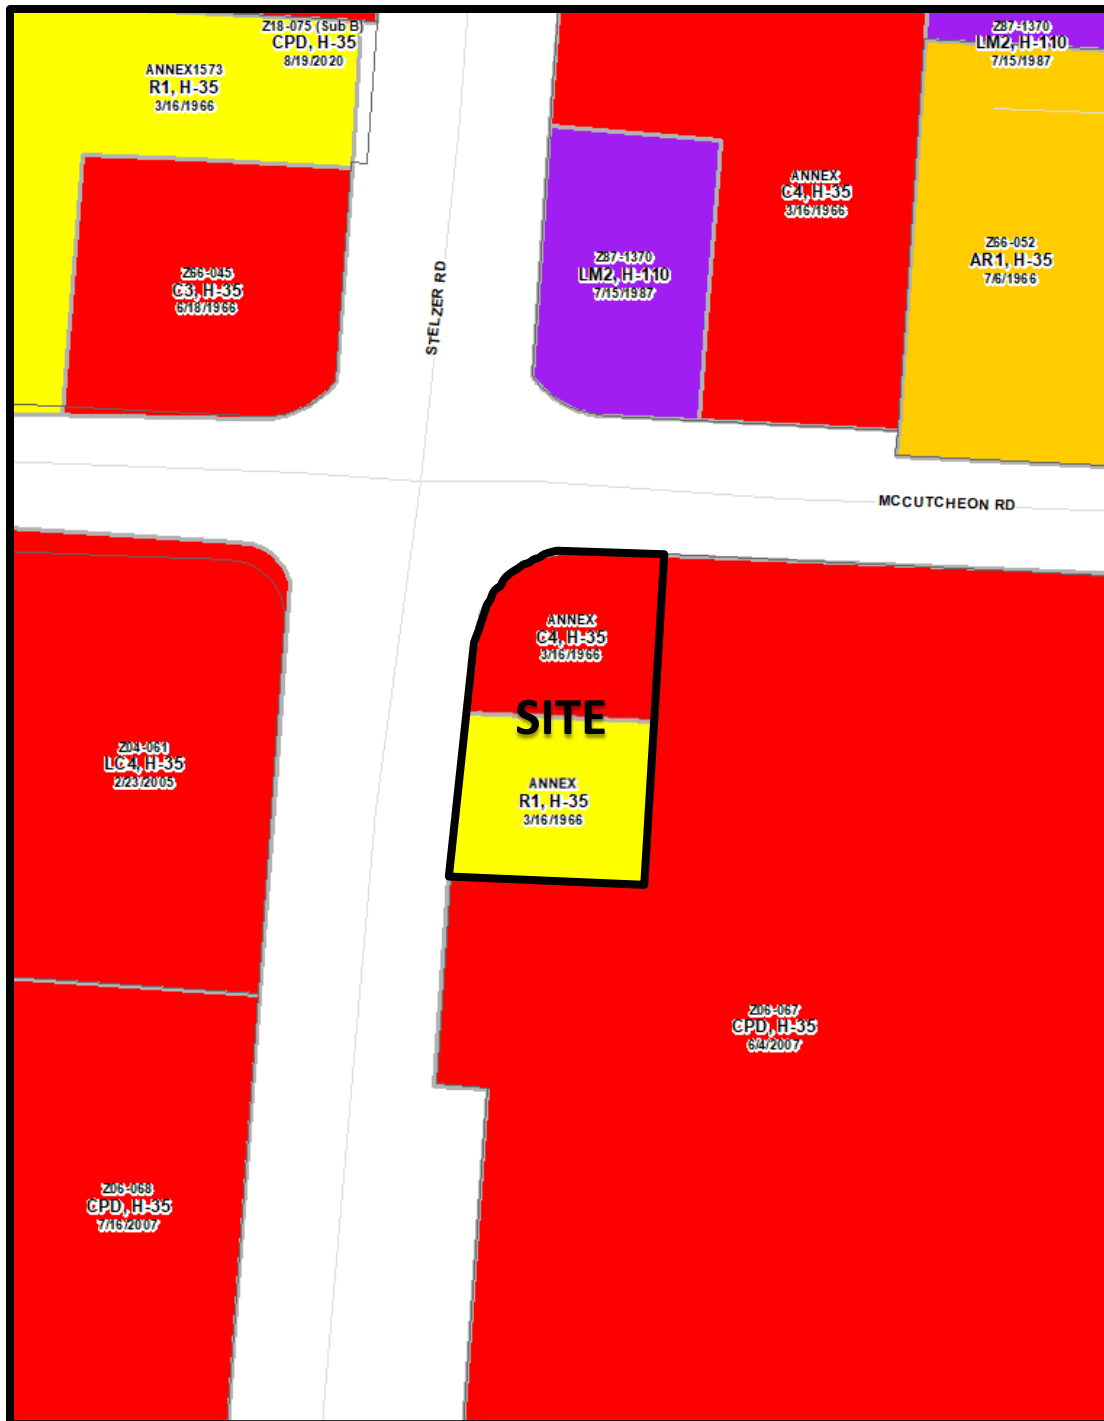 Z18-075 (Sub B)
CPD, H-35
8/19/2020
Z87-1370
LM2, H-110
7/15/1987
ANNEX1573
R1, H-35
3/16/1966
ANNEX
C4, H-35
3/16/1966
Z66-052
AR1, H-35
7/6/1966
Z66-045
C3, H-35
6/18/1966
Z87-1370
LM2, H-110
7/15/1987
STELZER RD
MCCUTCHEON RD
ANNEX
C4, H-35
3/16/1966
SITE
Z04-061
LC4, H-35
2/23/2005
ANNEX
R1, H-35
3/16/1966
Z06-067
CPD, H-35
6/4/2007
Z06-068
CPD, H-35
7/16/2007